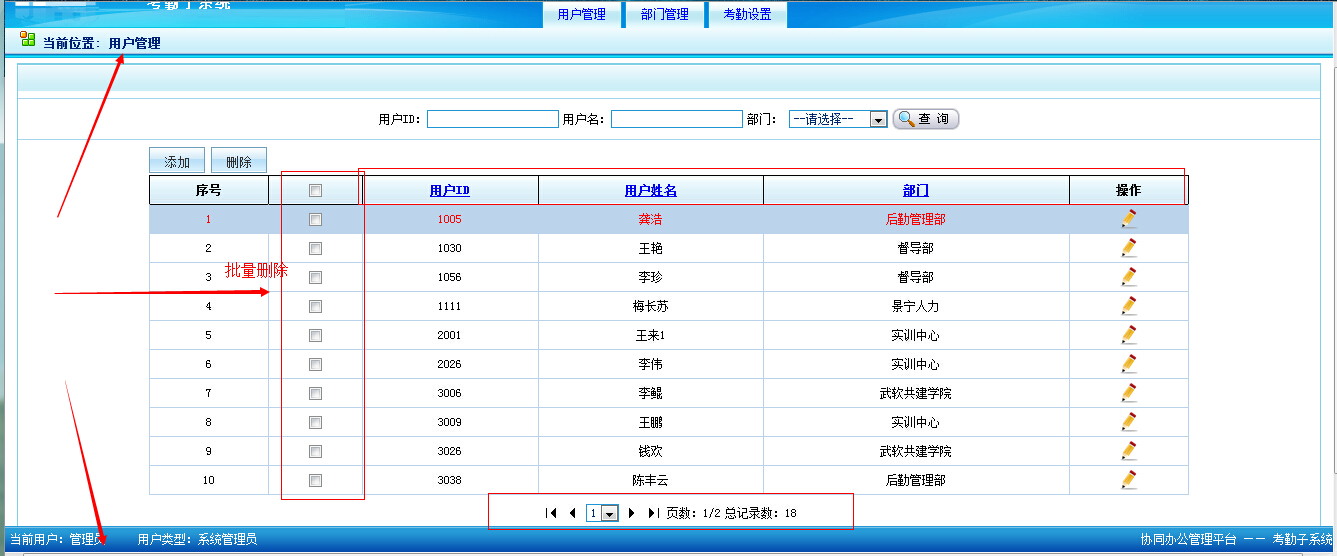 考勤子系统
用户管理 部门管理 考勤设置
当前位置: 用户管理
用户ID: 用户名: 部门: --请选择-- 查 询
添加 删除
序号 用户ID 用户姓名 部门 操作
1 1005 龚浩 后勤管理部
2 1030 王艳 督导部
批量删除
3 1056 李珍 督导部
4 1111 梅长苏 景宁人力
5 2001 王来1 实训中心
6 2026 李伟 实训中心
7 3006 李鲲 武软共建学院
8 3009 王鹏 实训中心
9 3026 钱欢 武软共建学院
10 3038 陈丰云 后勤管理部
1 页数: 1/2 总记录数: 18
当前用户: 管理员 用户类型: 系统管理员 协同办公管理平台 —— 考勤子系统